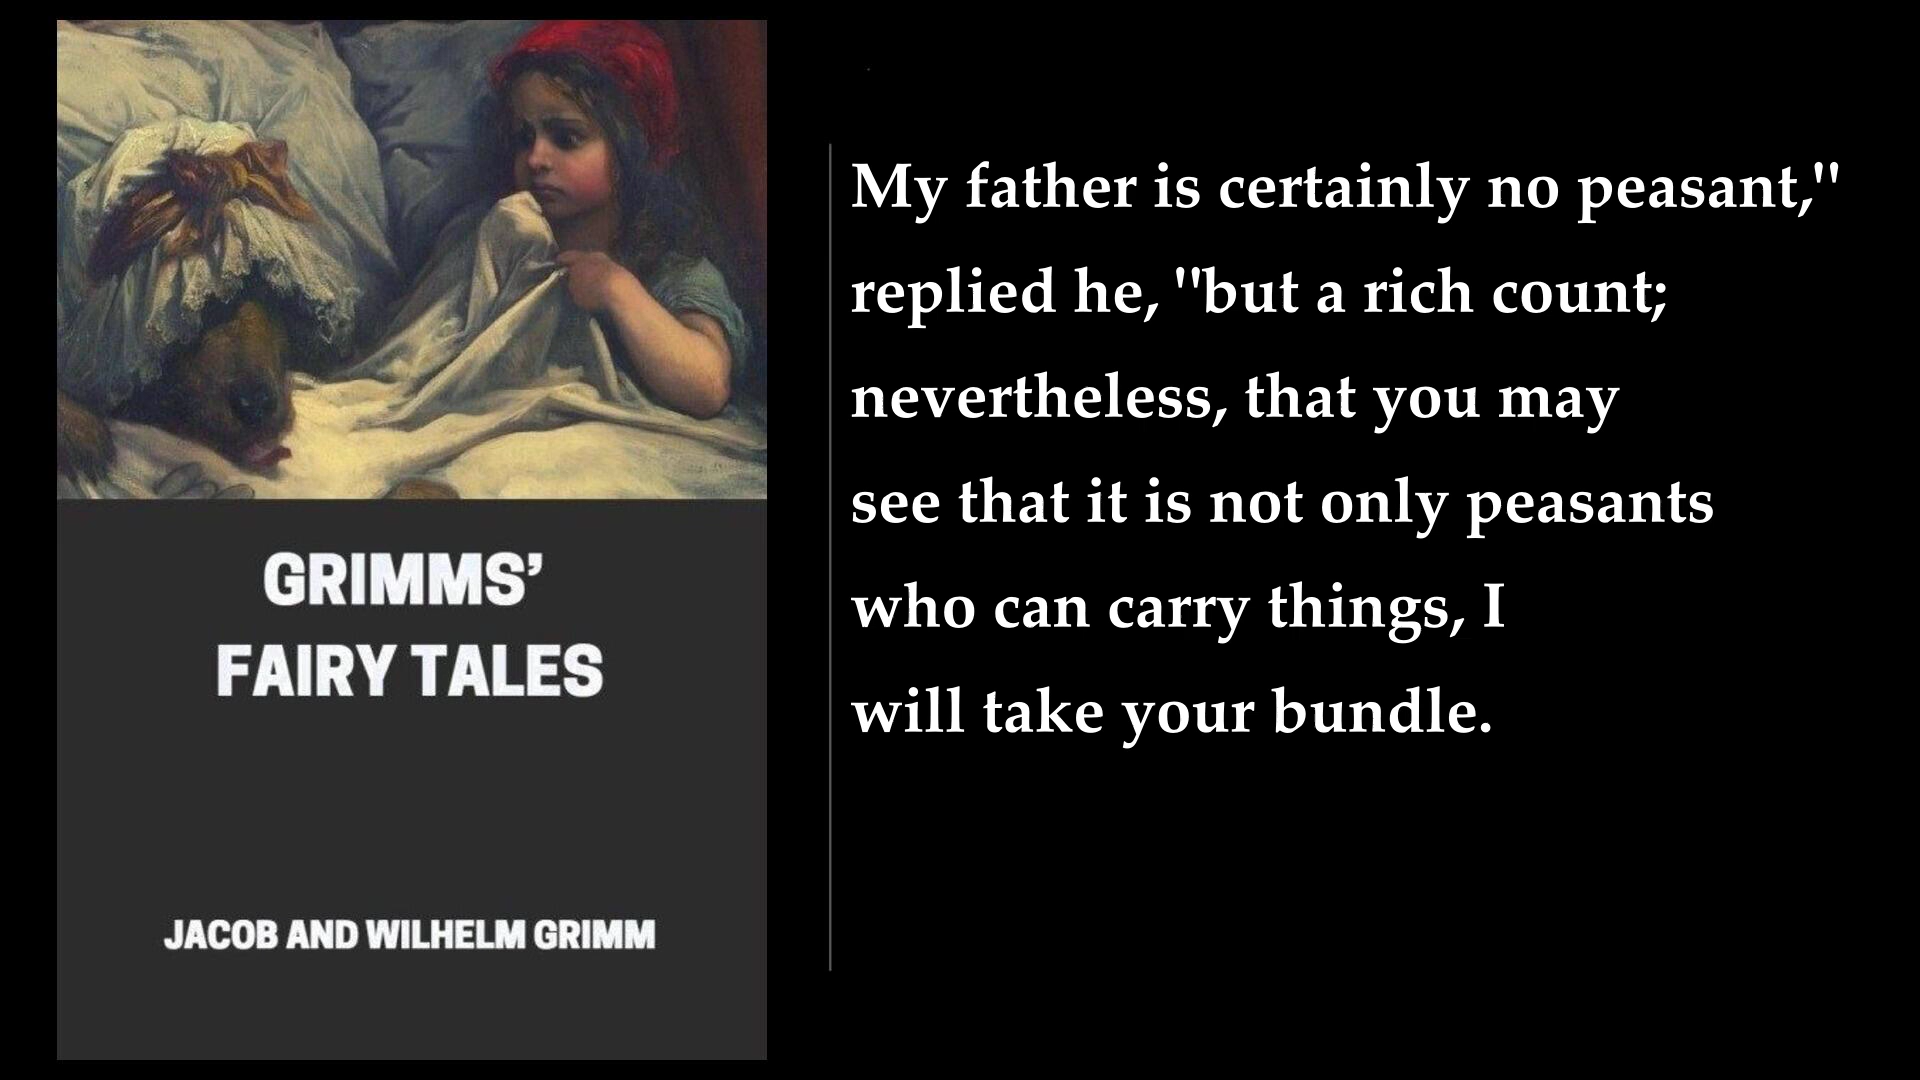 GRIMMS’
FAIRY TALES
JACOB AND WILHELM GRIMM
My father is certainly no peasant,"
replied he, "but a rich count;
nevertheless, that you may
see that it is not only peasants
who can carry things, I
will take your bundle.